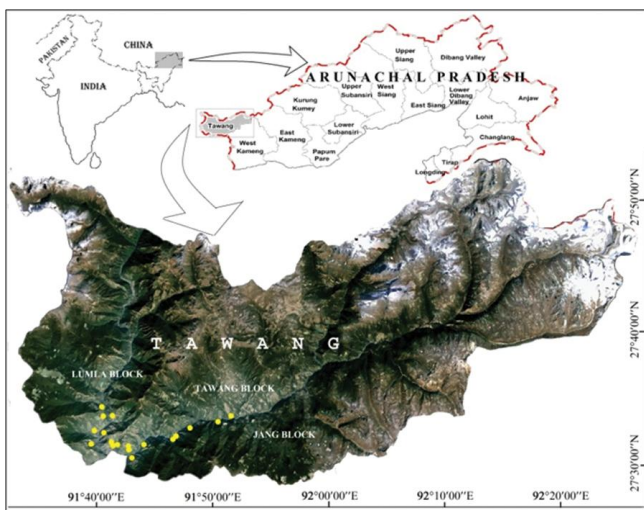 CHINA
PAKISTAN
INDIA
Upper
Siang
Dibang Valley
ARUNACHAL PRADESH
Kurung
Kumey
Upper
Subansiri
West
Siang
East Siang
Lower
Dibang
Valley
Anjaw
Lohit
Changlang
Tirap
Longding
Tawang
West
Kameng
East
Kameng
Lower
Subansiri
Papum
Pare
TAWANG
LUMLA BLOCK
TAWANG BLOCK
JANG BLOCK
27°50'00"N
27°40'00"N
27°30'00"N
91°40'00"E
91°50'00"E
92°00'00"E
92°10'00"E
92°20'00"E